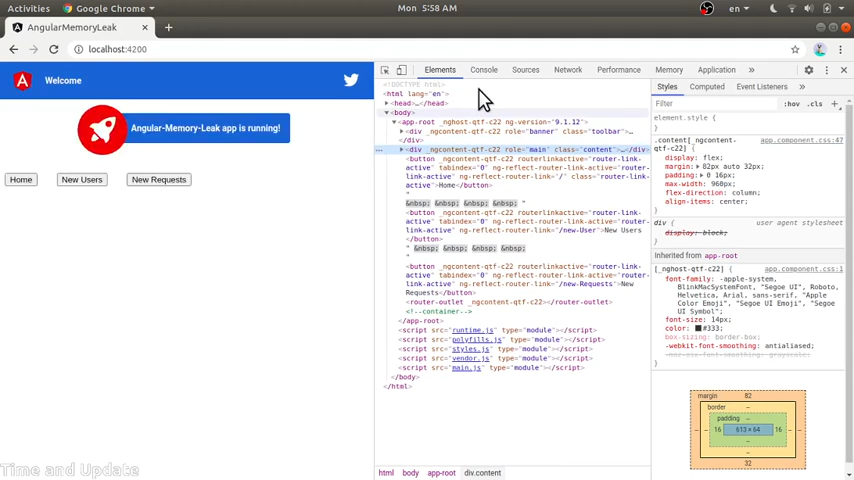 Activities
Google Chrome
Mon 5:58 AM
en
AngularMemoryLeak
localhost:4200
Welcome
Angular-Memory-Leak app is running!
Home
New Users
New Requests
Time and Update
Elements
Console
Sources
Network
Performance
Memory
Application
»
<!DOCTYPE html>
<html lang="en">
<head>…</head>
<body>
<app-root _nghost-qtf-c22 ng-version="9.1.12">
<div _ngcontent-qtf-c22 role="banner" class="toolbar">…
</div>
<div _ngcontent-qtf-c22 role="main" class="content">…</div>
<button _ngcontent-qtf-c22 routerlinkactive="router-link-
active" tabindex="0" ng-reflect-router-link-active="router-
link-active" ng-reflect-router-link="/" class="router-link-
active">Home</button>
"
&nbsp; &nbsp; &nbsp; &nbsp; "
<button _ngcontent-qtf-c22 routerlinkactive="router-link-
active" tabindex="0" ng-reflect-router-link-active="router-
link-active" ng-reflect-router-link="/new-User">New Users
</button>
" &nbsp; &nbsp; &nbsp; &nbsp;
"
<button _ngcontent-qtf-c22 routerlinkactive="router-link-
active" tabindex="0" ng-reflect-router-link-active="router-
link-active" ng-reflect-router-link="/new-Requests">New
Requests</button>
<router-outlet _ngcontent-qtf-c22></router-outlet>
<!--container-->
</app-root>
<script src="runtime.js" type="module"></script>
<script src="polyfills.js" type="module"></script>
<script src="styles.js" type="module"></script>
<script src="vendor.js" type="module"></script>
<script src="main.js" type="module"></script>
</body>
</html>
html body app-root div.content
Styles
Computed
Event Listeners
»
Filter
:hov .cls +
element.style {
}
.content[_ngcontent-
qtf-c22] {
app.component.css:47
display: flex;
margin: 82px auto 32px;
padding: 0 16px;
max-width: 960px;
flex-direction: column;
align-items: center;
}
div {
user agent stylesheet
display: block;
}
Inherited from app-root
[_nghost-qtf-c22] {
app.component.css:1
font-family: -apple-system,
BlinkMacSystemFont, "Segoe UI", Roboto,
Helvetica, Arial, sans-serif, "Apple
Color Emoji", "Segoe UI Emoji", "Segoe
UI Symbol";
font-size: 14px;
color: #333;
box-sizing: border-box;
-webkit-font-smoothing: antialiased;
-moz-osx-font-smoothing: grayscale;
}
margin 82
border –
padding –
16 613 × 64 16
–
–
32